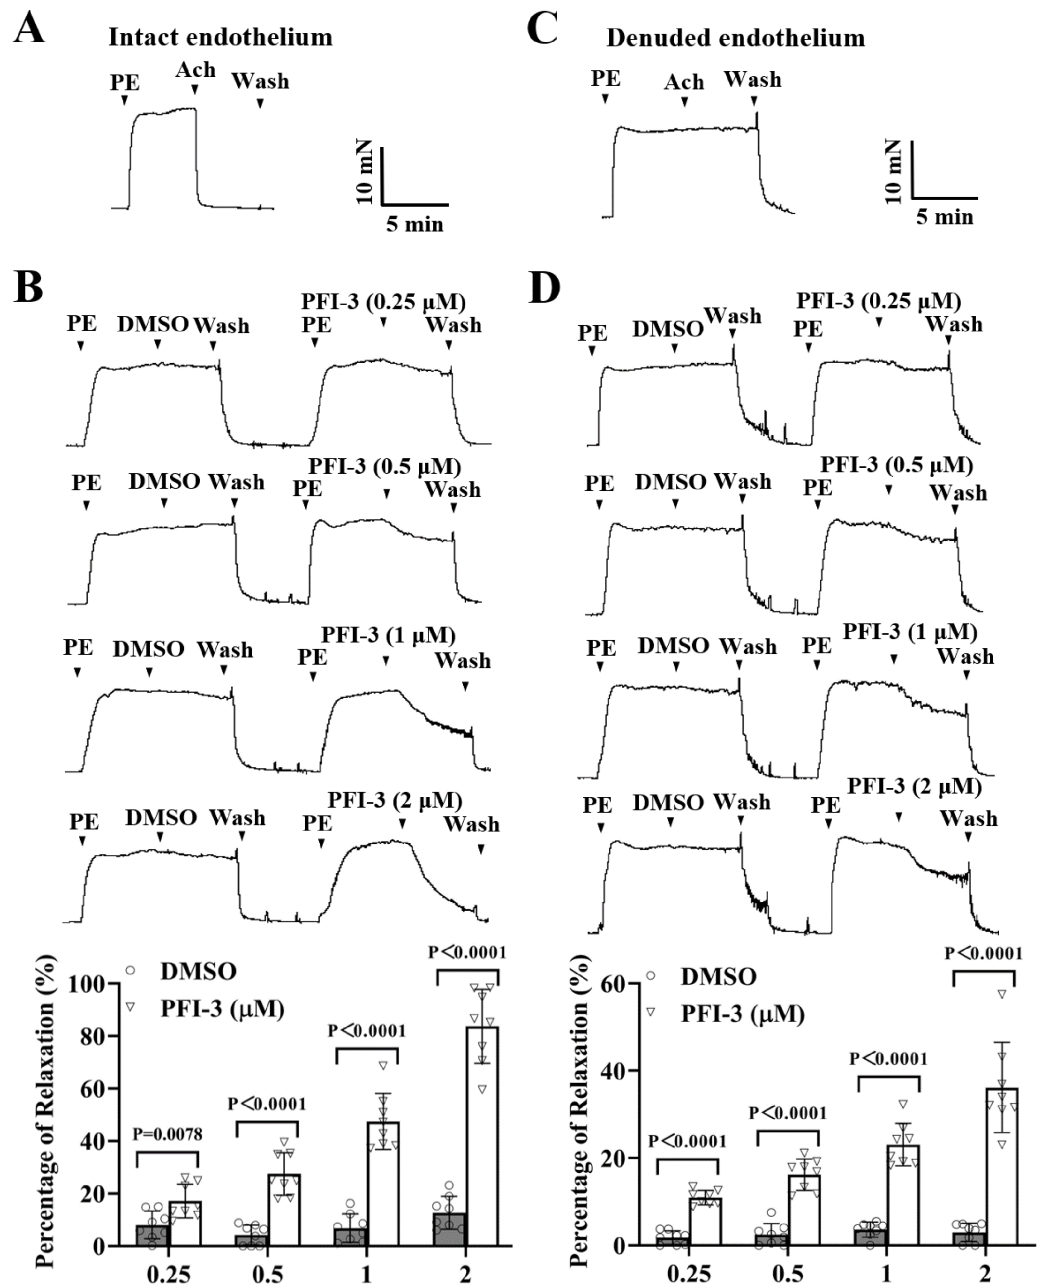 A
Intact endothelium
PE
Ach
Wash
10 mN
5 min
C
Denuded endothelium
PE
Ach
Wash
10 mN
5 min
B
PE
DMSO
Wash
PFI-3 (0.25 μM)
PE
Wash
PE
DMSO
Wash
PFI-3 (0.5 μM)
PE
Wash
PE
DMSO
Wash
PFI-3 (1 μM)
PE
Wash
PE
DMSO
Wash
PFI-3 (2 μM)
PE
Wash
Percentage of Relaxation (%)
100
80
60
40
20
0
DMSO
PFI-3 (μM)
P=0.0078
P<0.0001
P<0.0001
P<0.0001
0.25
0.5
1
2
D
PE
DMSO
Wash
PFI-3 (0.25 μM)
PE
Wash
PE
DMSO
Wash
PFI-3 (0.5 μM)
PE
Wash
PE
DMSO
Wash
PFI-3 (1 μM)
PE
Wash
PE
DMSO
Wash
PFI-3 (2 μM)
PE
Wash
Percentage of Relaxation (%)
60
40
20
0
DMSO
PFI-3 (μM)
P<0.0001
P<0.0001
P<0.0001
P<0.0001
0.25
0.5
1
2